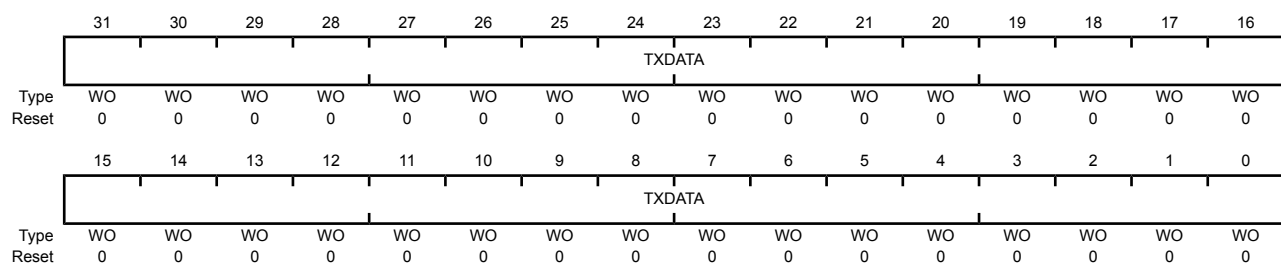 31 30 29 28 27 26 25 24 23 22 21 20 19 18 17 16
TXDATA
Type WO WO WO WO WO WO WO WO WO WO WO WO WO WO WO WO
Reset 0 0 0 0 0 0 0 0 0 0 0 0 0 0 0 0
15 14 13 12 11 10 9 8 7 6 5 4 3 2 1 0
TXDATA
Type WO WO WO WO WO WO WO WO WO WO WO WO WO WO WO WO
Reset 0 0 0 0 0 0 0 0 0 0 0 0 0 0 0 0